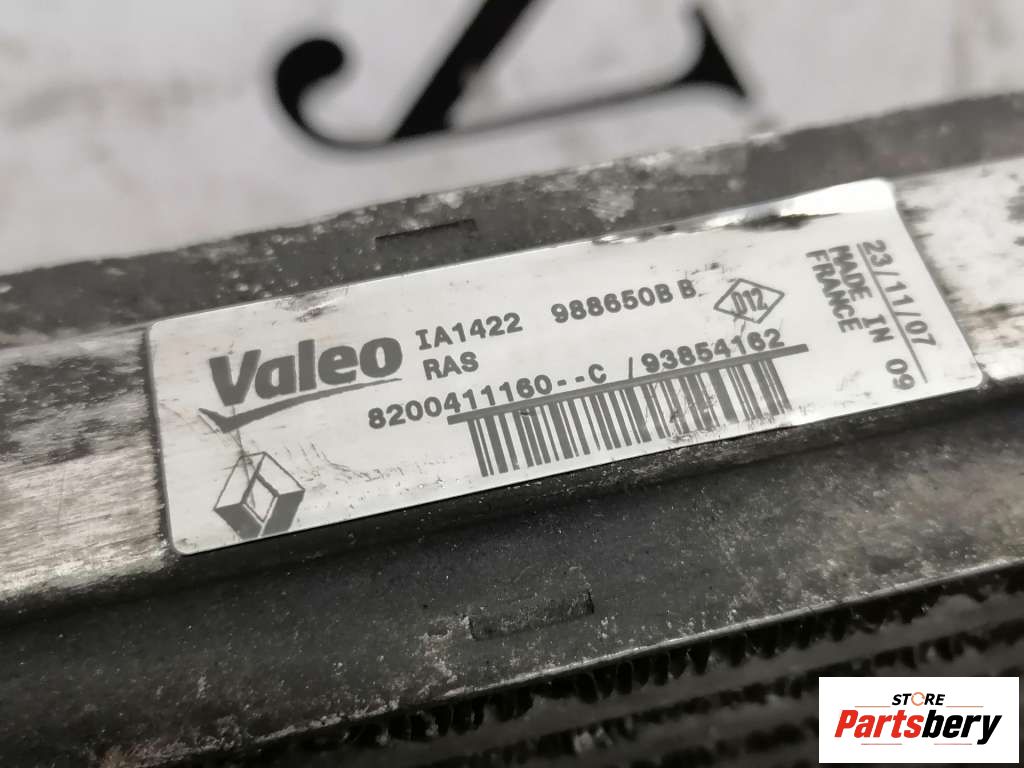 Valeo
IA1422 988650B B
RAS
D12
8200411160--C /93854162
23/11/07
MADE IN 09
FRANCE
STORE
Partsbery